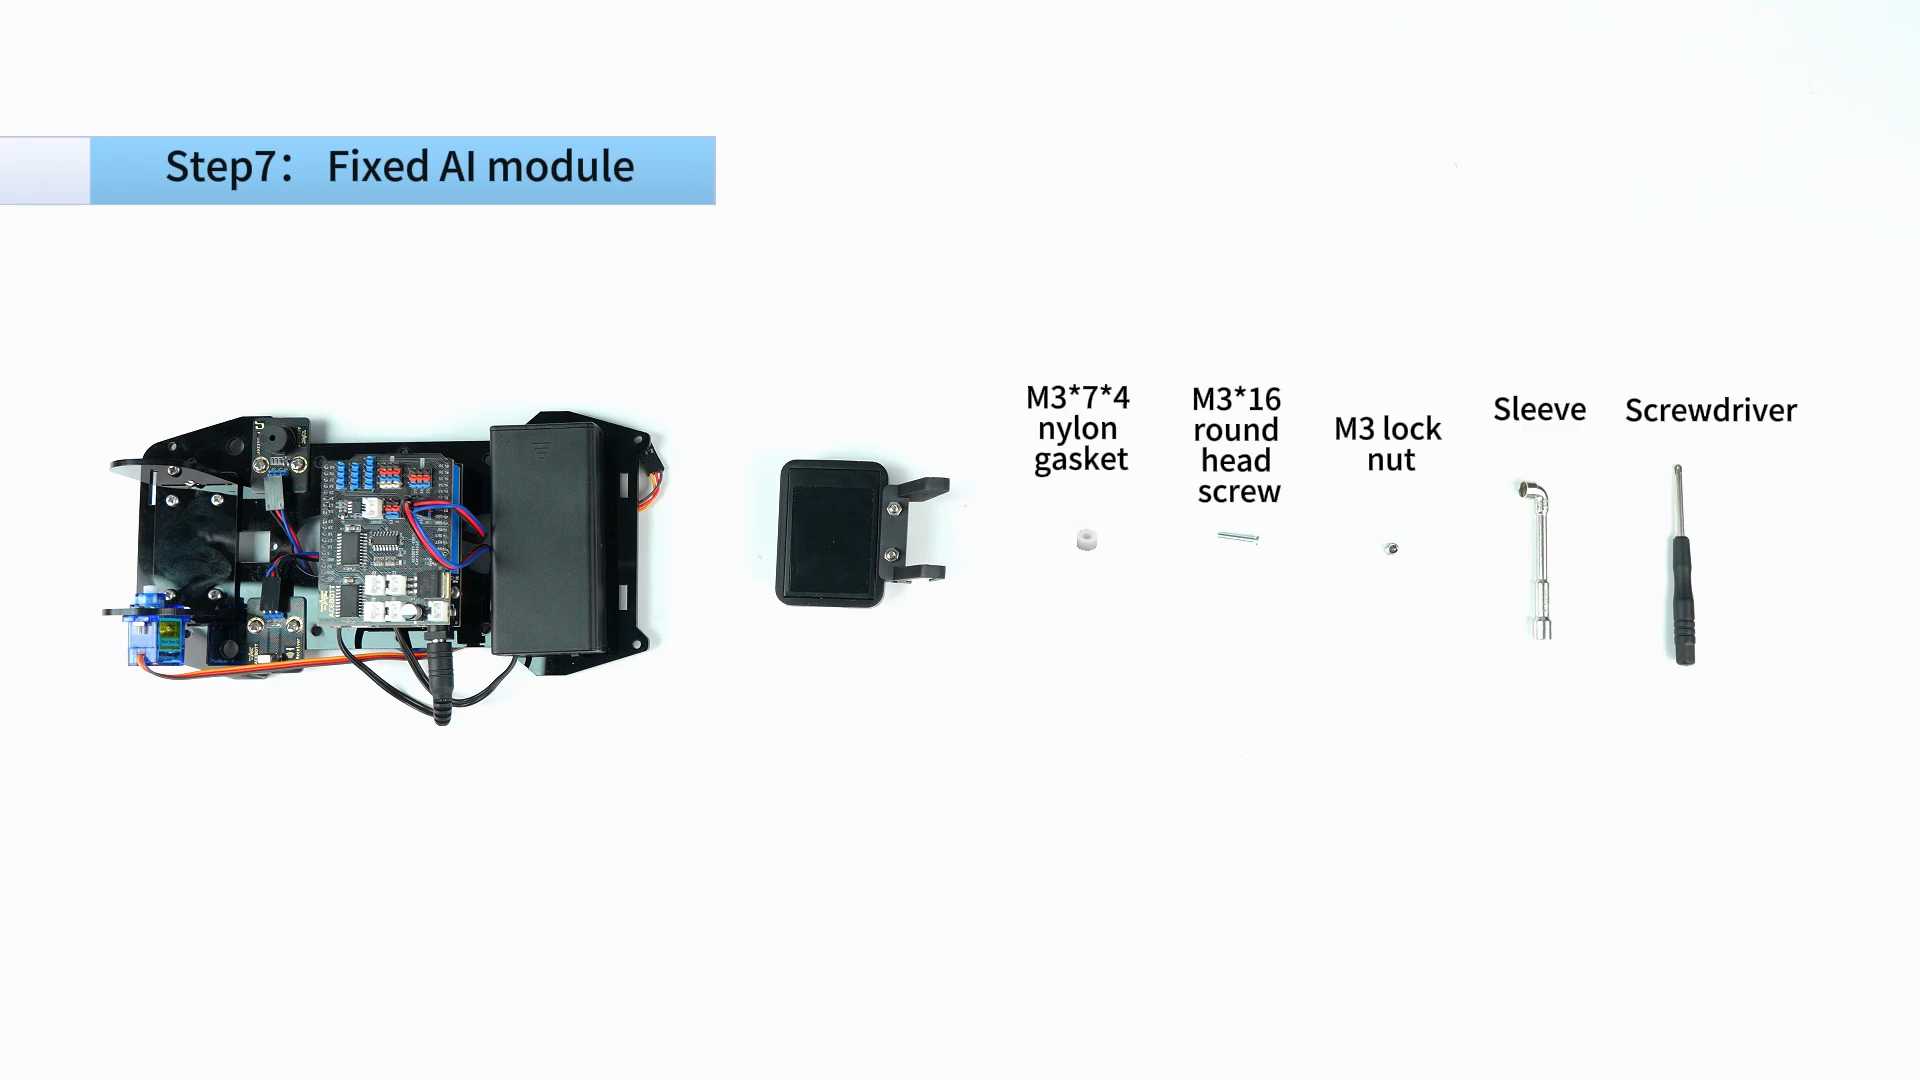 Step7： Fixed AI module
M3*7*4
nylon
gasket
M3*16
round
head
screw
M3 lock
nut
Sleeve
Screwdriver
ACEBOTT